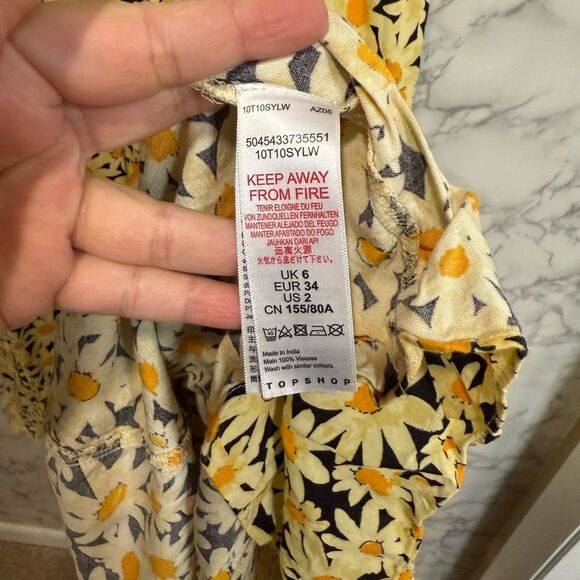 10T10SYLW AZ05
5045433735551
10T10SYLW
KEEP AWAY
FROM FIRE
TENIR ELOIGNE DU FEU
VON ZUNDQUELLEN FERNHALTEN
MANTENER ALEJADO DEL FEUGO
MANTER AFASTADO DO FOGO
JAUHKAN DARI API
远离火源
火気から遠ざけて下さい。
UK 6
EUR 34
US 2
CN 155/80A
40
Made In India
Main 100% Viscose
Wash with similar colours.
TOPSHOP